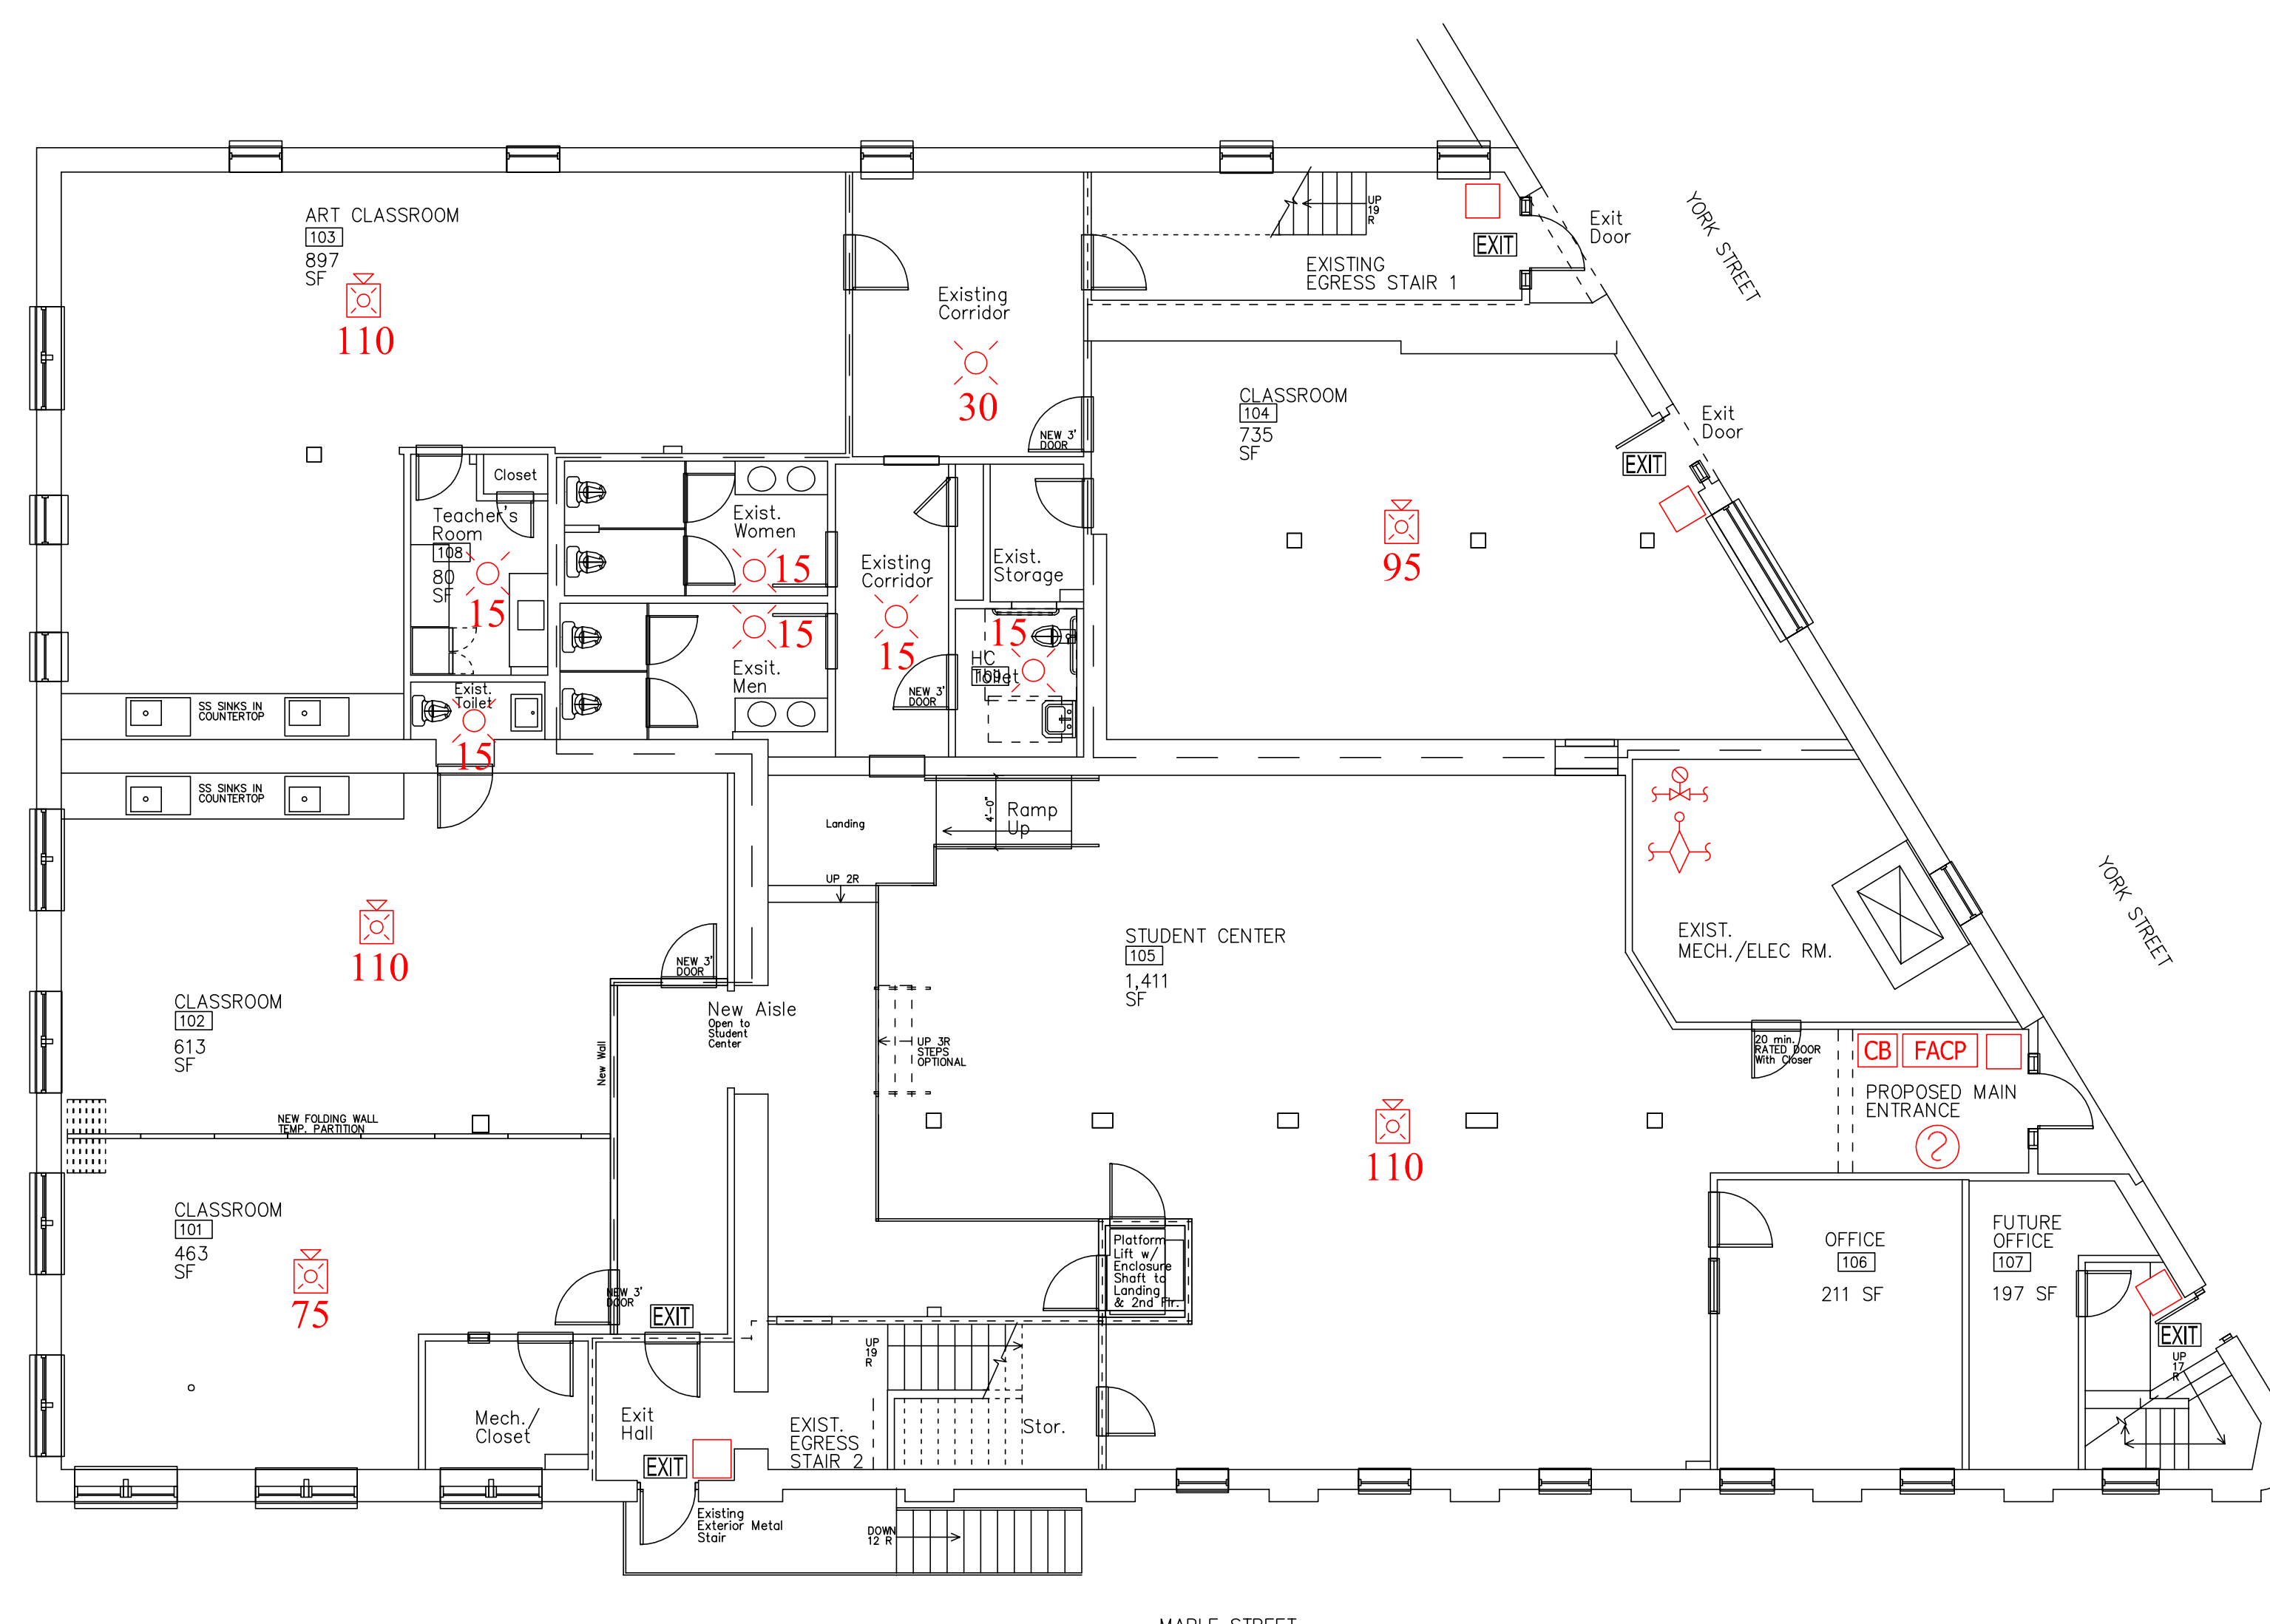 YORK STREET
ART CLASSROOM
103
897
SF
110
UP
19
R
EXIT
Exit
Door
EXISTING
EGRESS STAIR 1
Existing
Corridor
30
NEW 3'
DOOR
CLASSROOM
104
735
SF
95
Exit
Door
EXIT
Closet
Teacher's
Room
108
80
SF
15
Exist.
Women
15
15
Exsit.
Men
Existing
Corridor
15
NEW 3'
DOOR
Exist.
Storage
15
HC
Toilet
Exist.
Toilet
15
SS SINKS IN
COUNTERTOP
SS SINKS IN
COUNTERTOP
Landing
4'-0"
Ramp
Up
UP 2R
110
CLASSROOM
102
613
SF
NEW 3'
DOOR
New Aisle
Open to
Student
Center
New Wall
NEW FOLDING WALL
TEMP. PARTITION
UP 3R
STEPS
OPTIONAL
STUDENT CENTER
105
1,411
SF
110
EXIST.
MECH./ELEC RM.
YORK STREET
20 min.
RATED DOOR
With Closer
CB
FACP
PROPOSED MAIN
ENTRANCE
CLASSROOM
101
463
SF
75
NEW 3'
DOOR
EXIT
Platform
Lift w/
Enclosure
Shaft to
Landing
& 2nd Flr.
OFFICE
106
211 SF
FUTURE
OFFICE
107
197 SF
EXIT
UP
17
R
UP
19
R
Mech./
Closet
Exit
Hall
EXIT
EXIST.
EGRESS
STAIR 2
Stor.
Existing
Exterior Metal
Stair
DOWN
12 R
MAPLE STREET